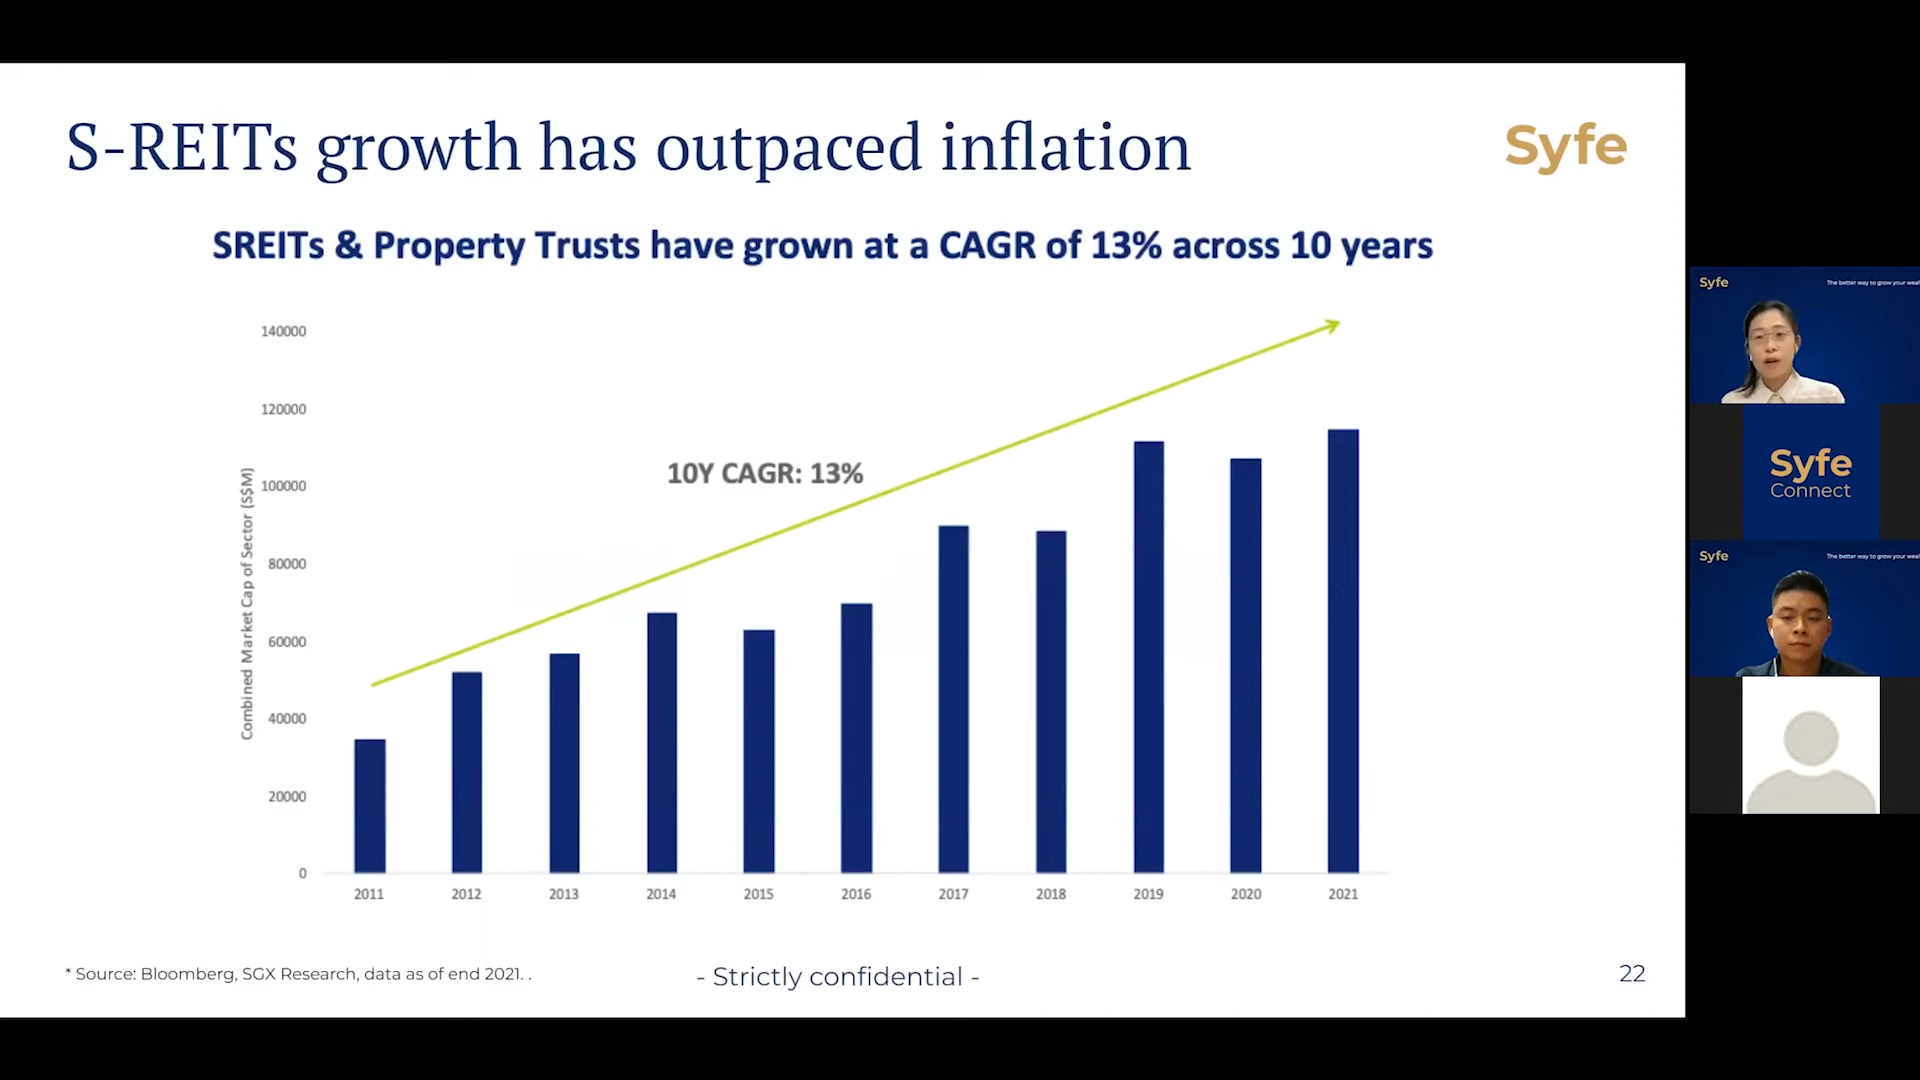 S-REITs growth has outpaced inflation
Syfe
SREITs & Property Trusts have grown at a CAGR of 13% across 10 years
140000
120000
100000
80000
60000
40000
20000
0
Combined Market Cap of Sector (S$M)
10Y CAGR: 13%
2011 2012 2013 2014 2015 2016 2017 2018 2019 2020 2021
* Source: Bloomberg, SGX Research, data as of end 2021. .
- Strictly confidential -
22
Syfe
The better way to grow your weal
Syfe
Connect
Syfe
The better way to grow your weal